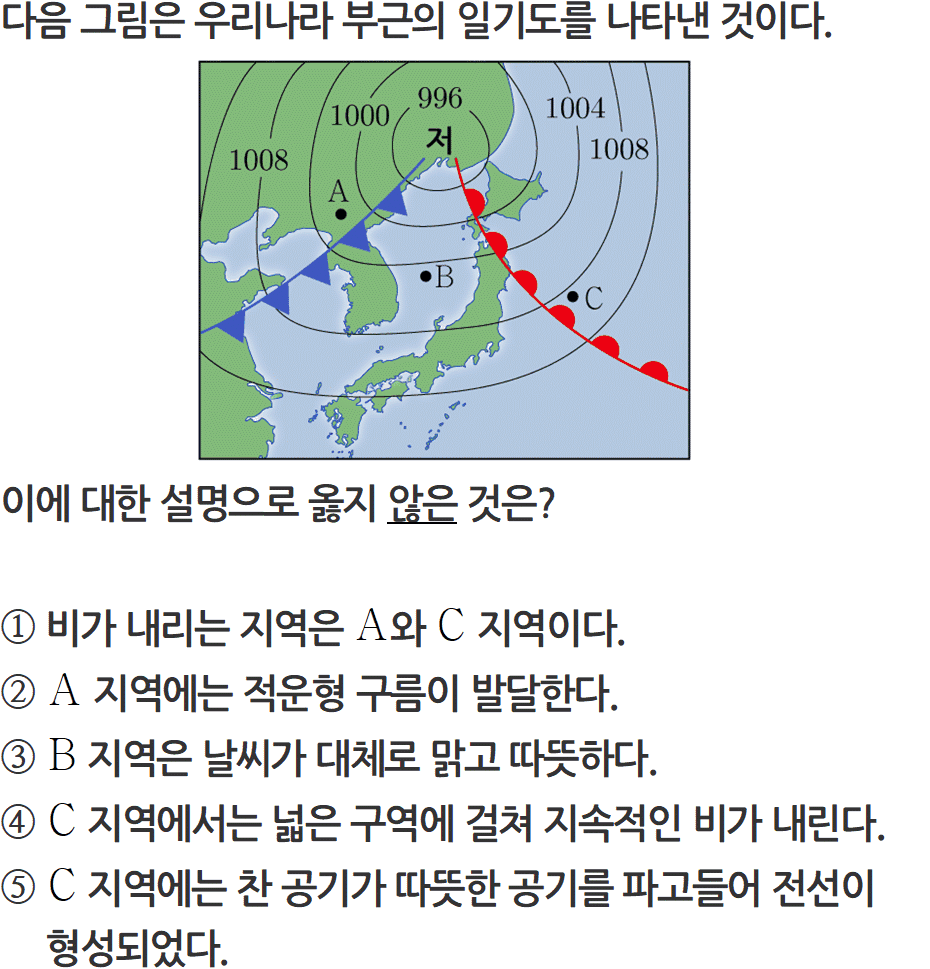 다음 그림은 우리나라 부근의 일기도를 나타낸 것이다.
996
1000
1004
저
1008
1008
A
B
C
이에 대한 설명으로 옳지 않은 것은?
① 비가 내리는 지역은 A와 C 지역이다.
② A 지역에는 적운형 구름이 발달한다.
③ B 지역은 날씨가 대체로 맑고 따뜻하다.
④ C 지역에서는 넓은 구역에 걸쳐 지속적인 비가 내린다.
⑤ C 지역에는 찬 공기가 따뜻한 공기를 파고들어 전선이
형성되었다.